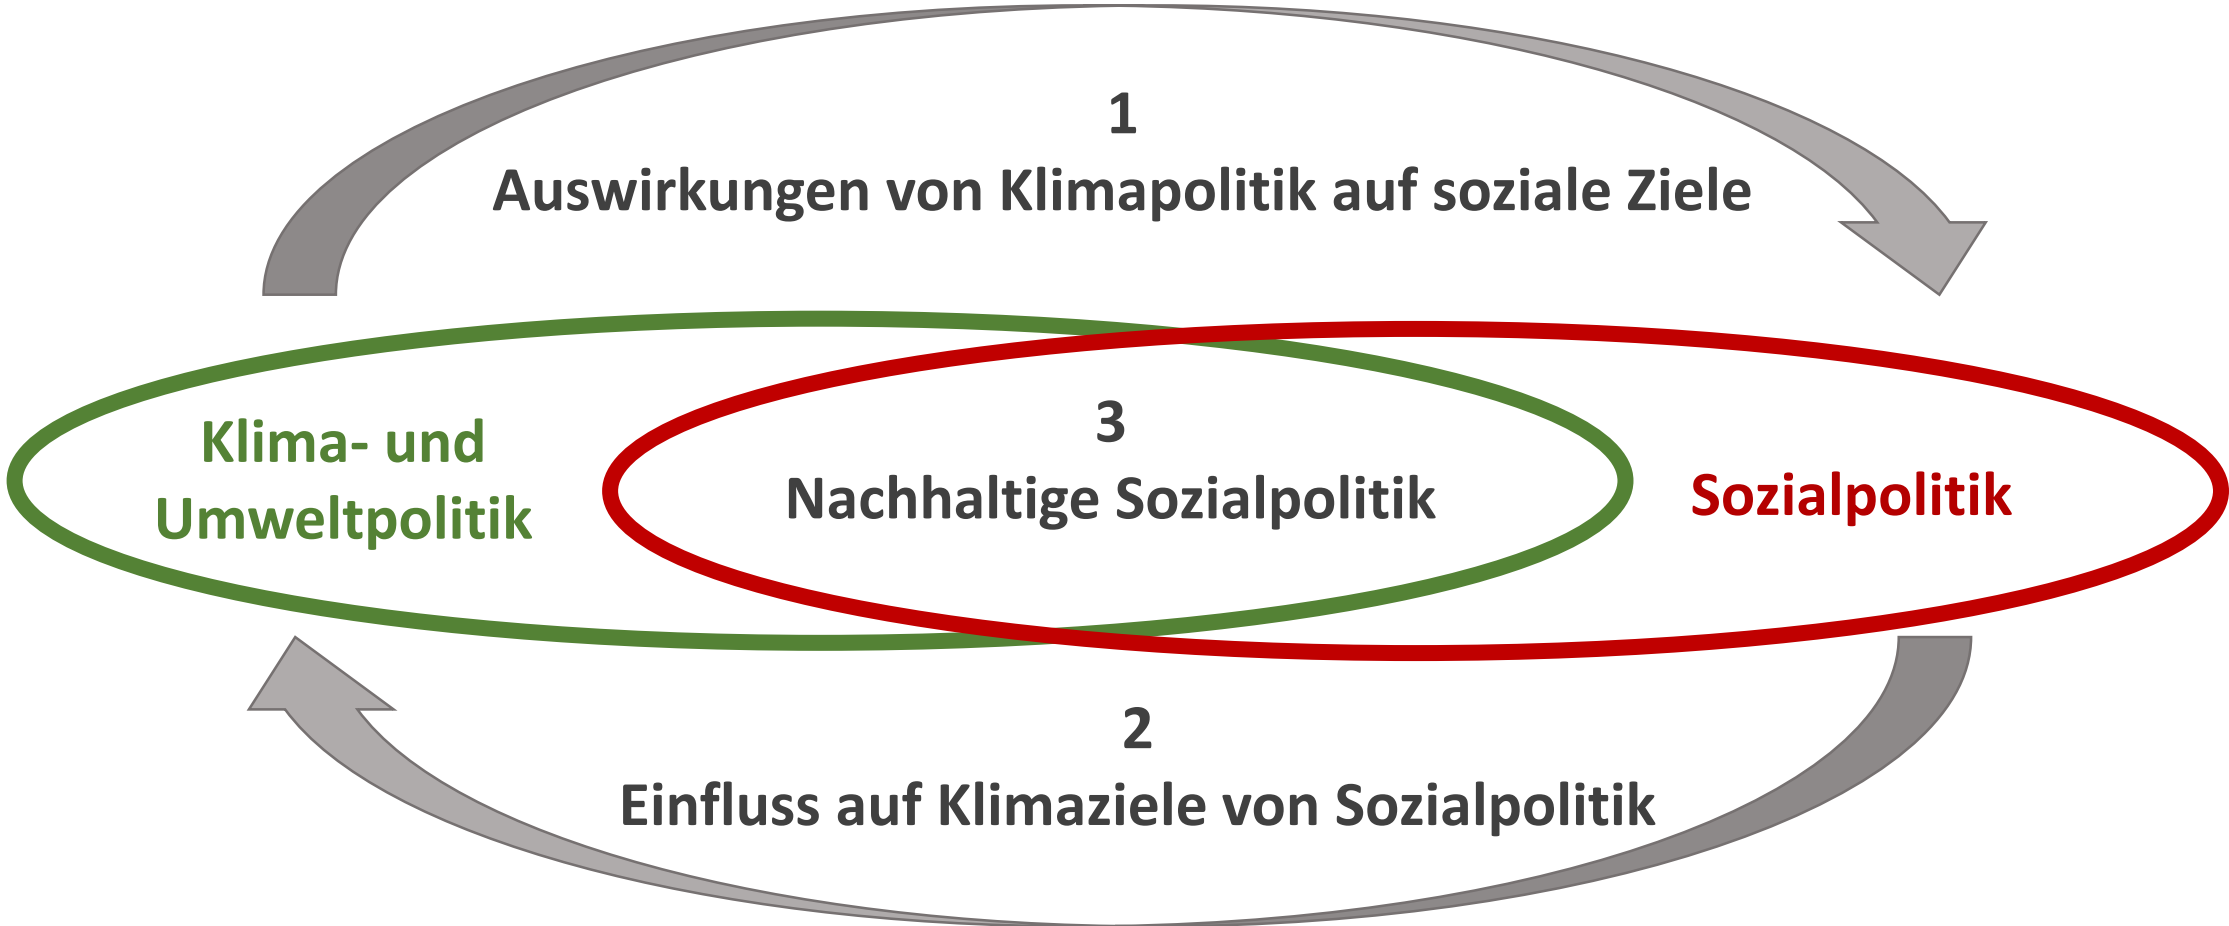 1
Auswirkungen von Klimapolitik auf soziale Ziele
Klima- und
Umweltpolitik
3
Nachhaltige Sozialpolitik
Sozialpolitik
2
Einfluss auf Klimaziele von Sozialpolitik